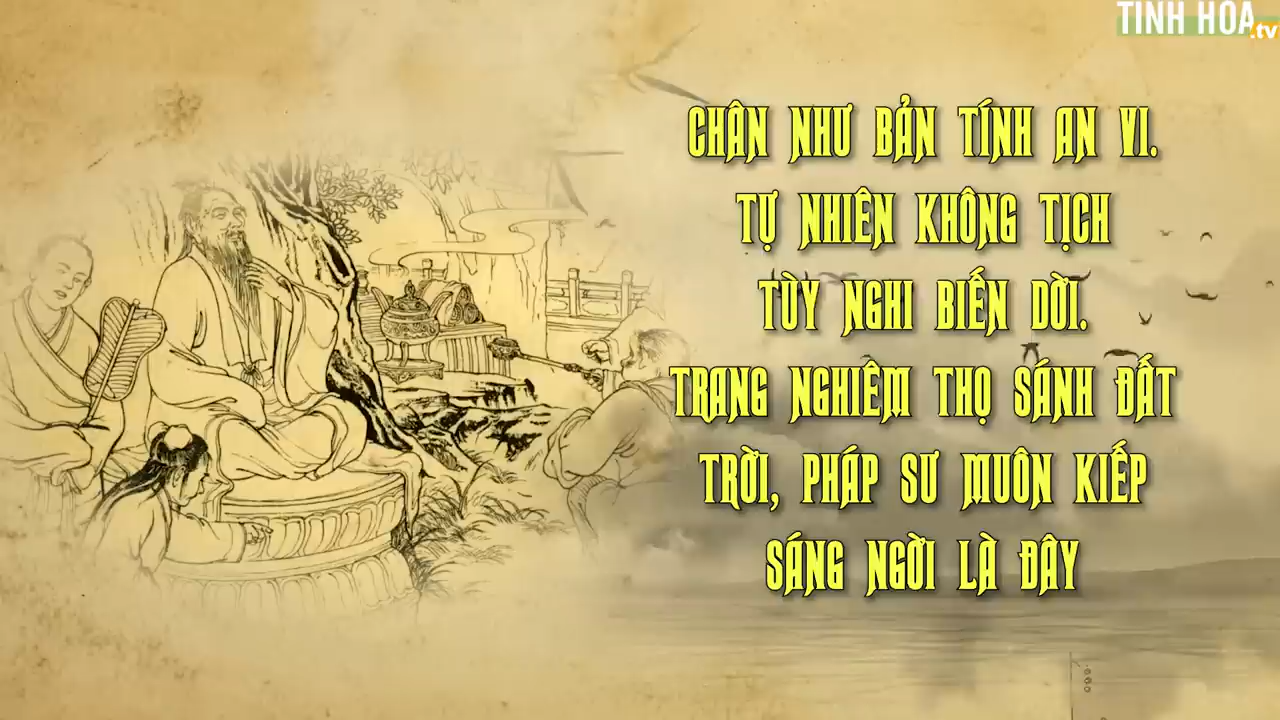 TINH HOA.tv
CHÂN NHƯ BẢN TÍNH AN VI.
TỰ NHIÊN KHÔNG TỊCH
TÙY NGHI BIẾN DỜI.
TRANG NGHIÊM THỌ SÁNH ĐẤT
TRỜI, PHÁP SƯ MUÔN KIẾP
SÁNG NGỜI LÀ ĐÂY